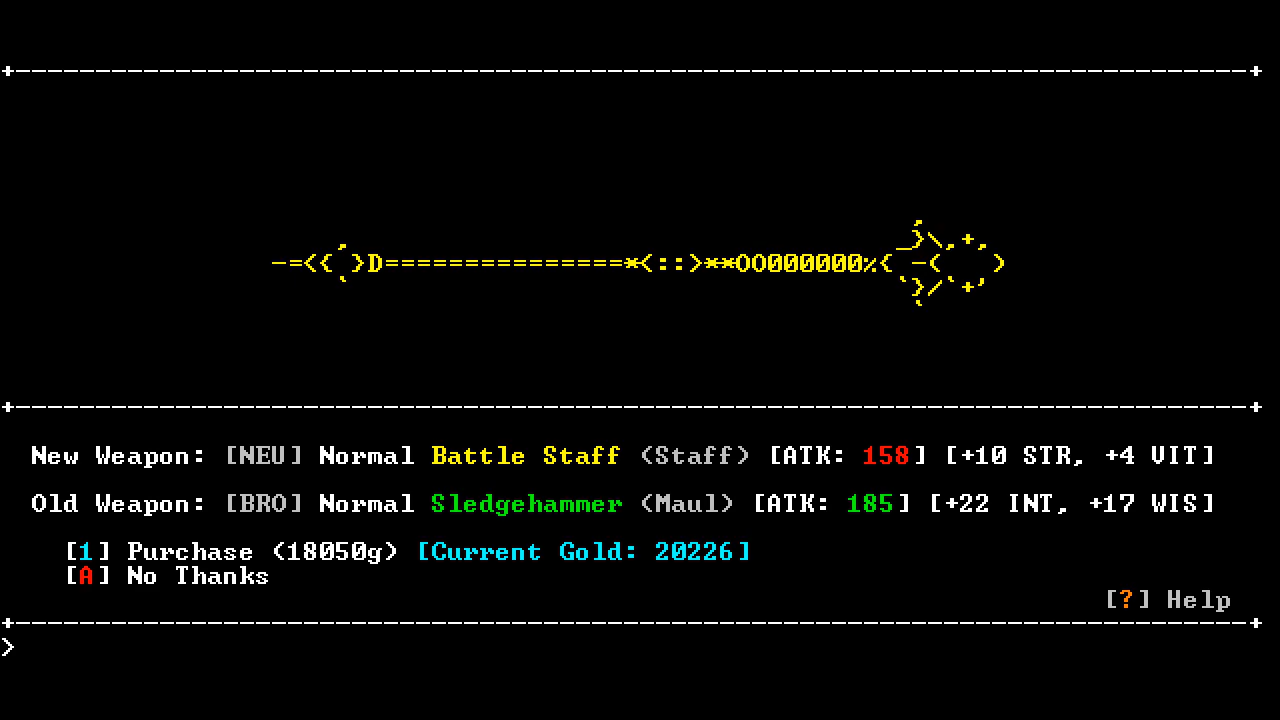 New Weapon: [NEU] Normal Battle Staff (Staff) [ATK: 158] [+10 STR, +4 VIT]
Old Weapon: [BRO] Normal Sledgehammer (Maul) [ATK: 185] [+22 INT, +17 WIS]
[1] Purchase (18050g) [Current Gold: 20226]
[A] No Thanks
[?] Help
>